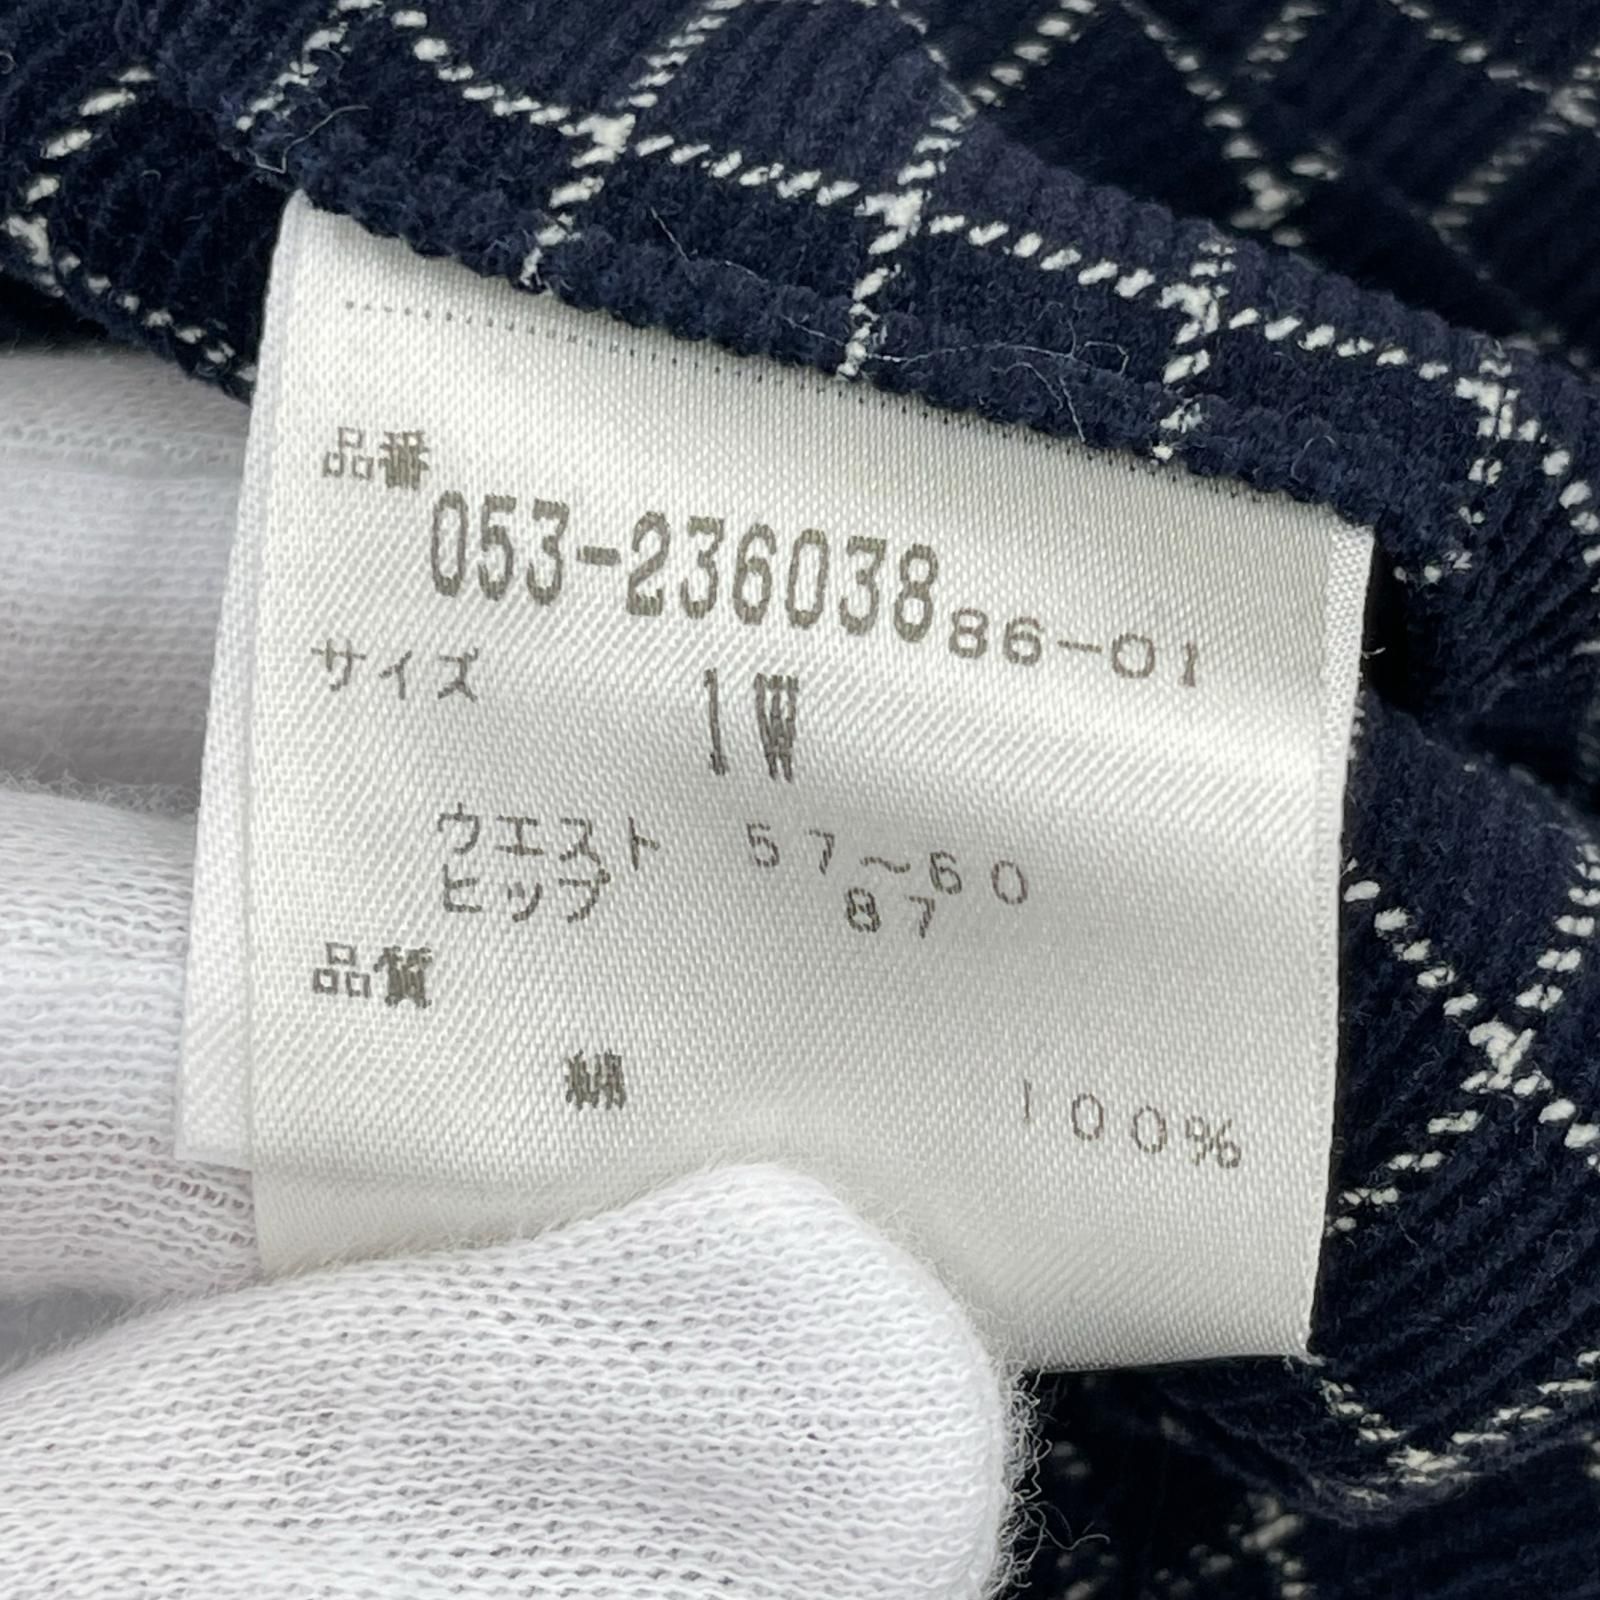 品番
053-236038 86-01
サイズ 1W
ウエスト 57～60
ヒップ 87
品質
綿 100%